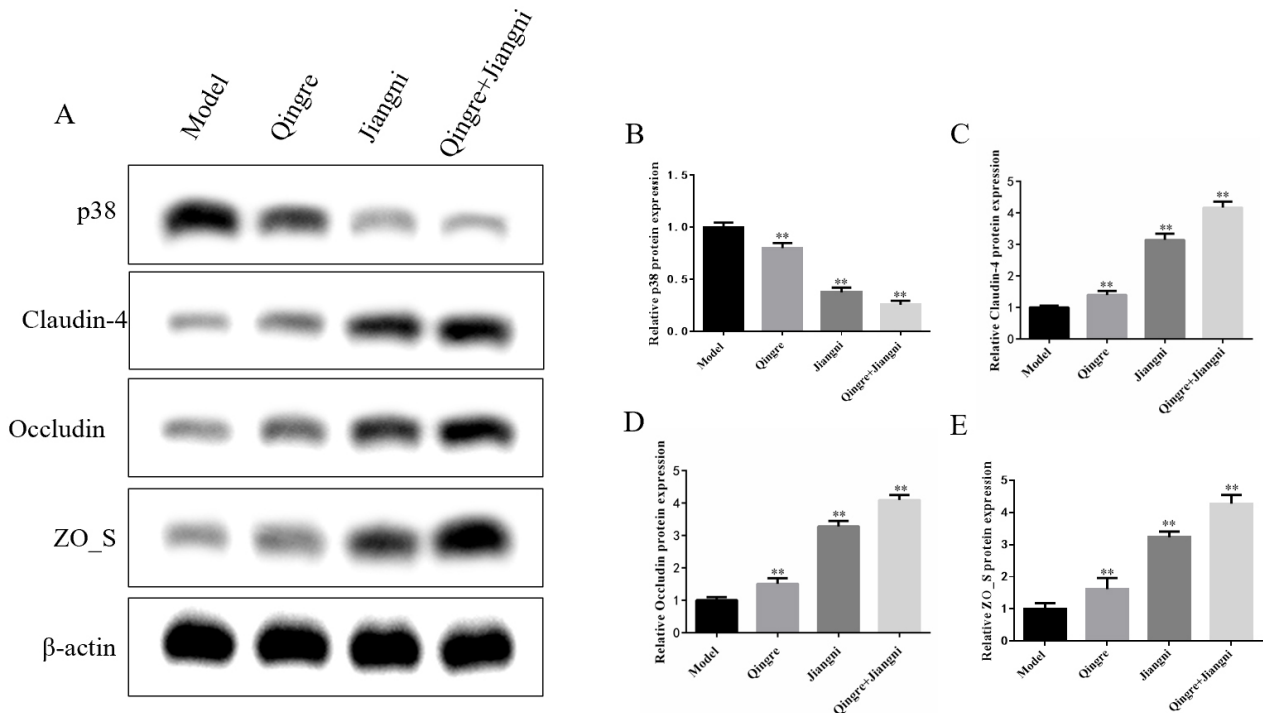 A
Model
Qingre
Jiangni
Qingre+Jiangni
p38
Claudin-4
Occludin
ZO_S
β-actin
B
Relative p38 protein expression
1.5
1.0
0.5
0.0
**
**
**
Model
Qingre
Jiangni
Qingre+Jiangni
C
Relative Claudin-4 protein expression
5
4
3
2
1
0
**
**
**
Model
Qingre
Jiangni
Qingre+Jiangni
D
Relative Occludin protein expression
5
4
3
2
1
0
**
**
**
Model
Qingre
Jiangni
Qingre+Jiangni
E
Relative ZO_S protein expression
5
4
3
2
1
0
**
**
**
Model
Qingre
Jiangni
Qingre+Jiangni